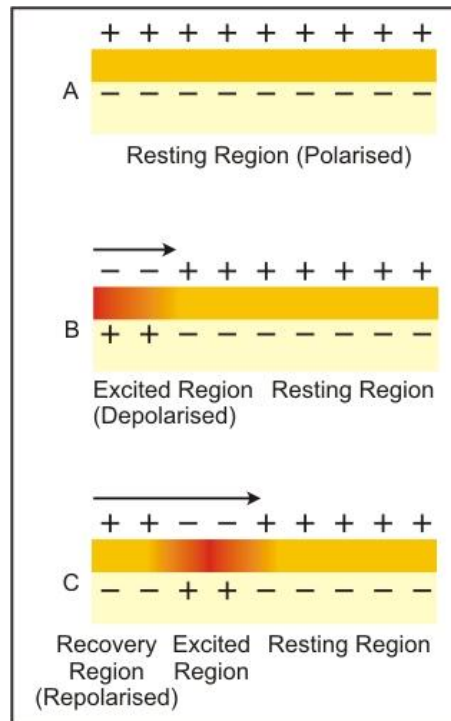 + + + + + + + + +
A
− − − − − − − − −
Resting Region (Polarised)
− − + + + + + + +
B
+ + − − − − − − −
Excited Region Resting Region
(Depolarised)
+ + − − + + + + +
C
− − + + − − − − −
Recovery Excited Resting Region
Region Region
(Repolarised)